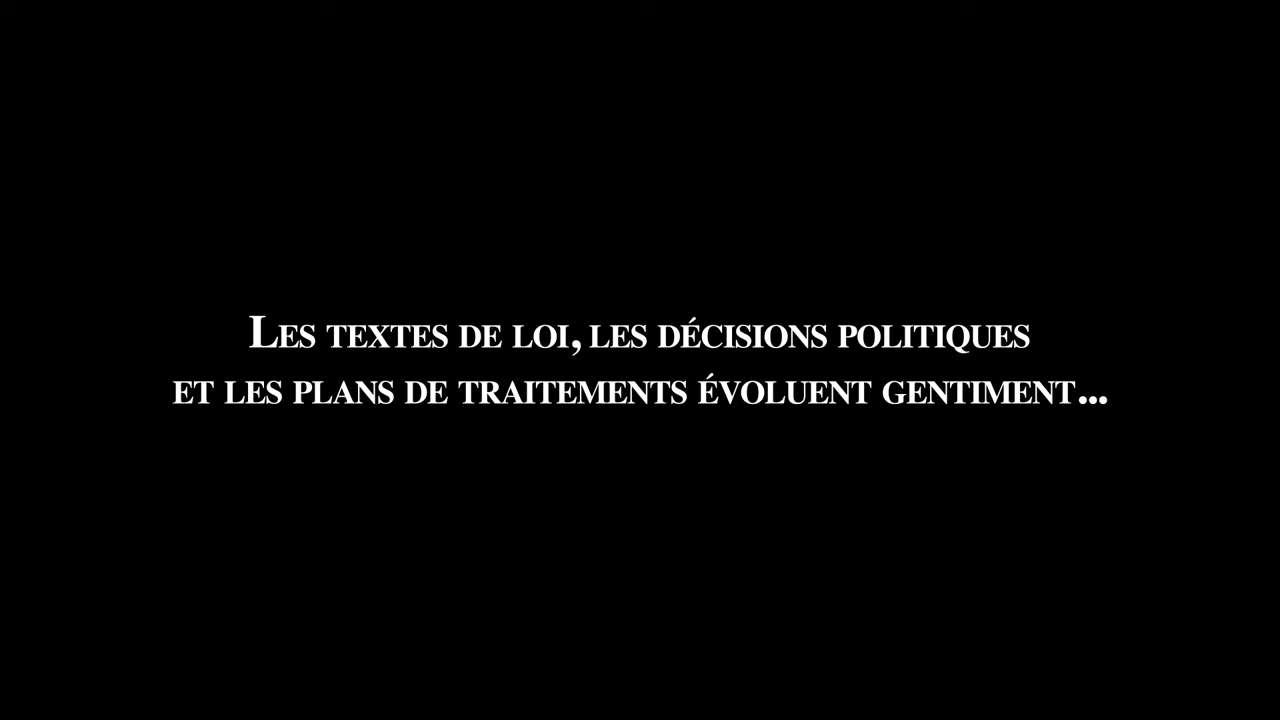 Les textes de loi, les décisions politiques
et les plans de traitements évoluent gentiment...